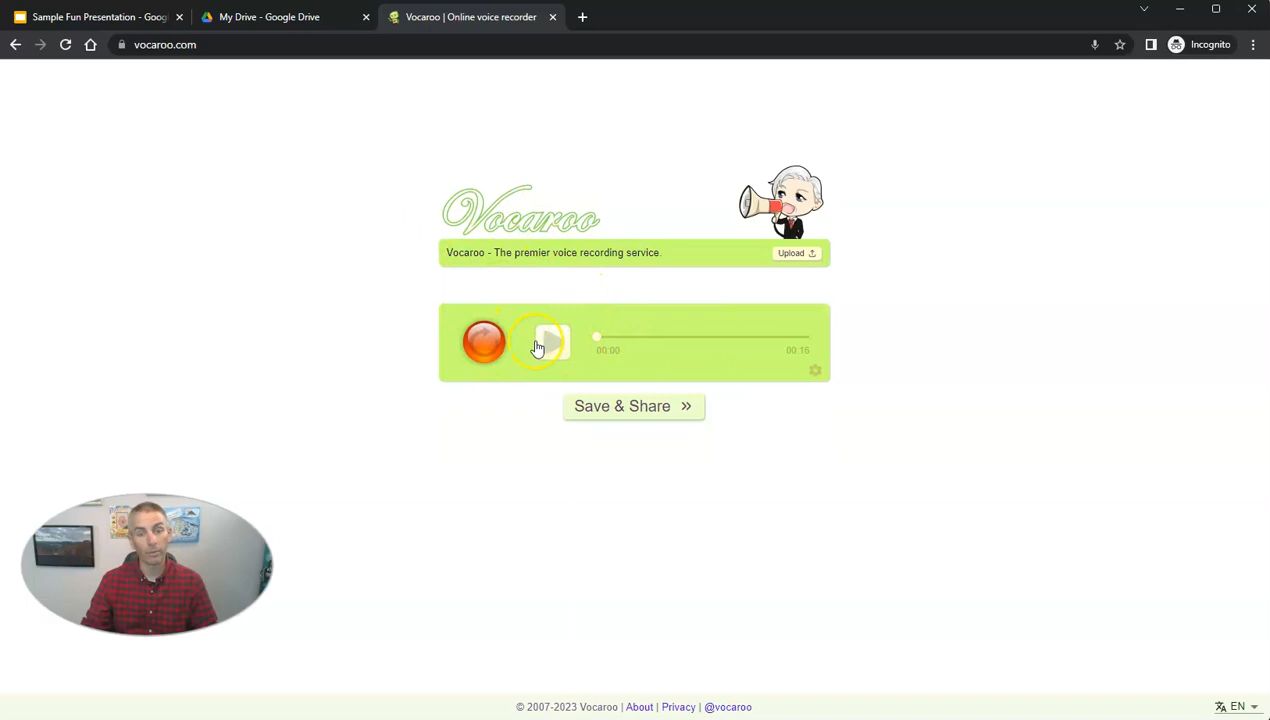 Sample Fun Presentation - Goog
My Drive - Google Drive
Vocaroo | Online voice recorder
vocaroo.com
Incognito
Vocaroo
Vocaroo - The premier voice recording service.
Upload
00:00
00:16
Save & Share »
© 2007-2023 Vocaroo | About | Privacy | @vocaroo
EN